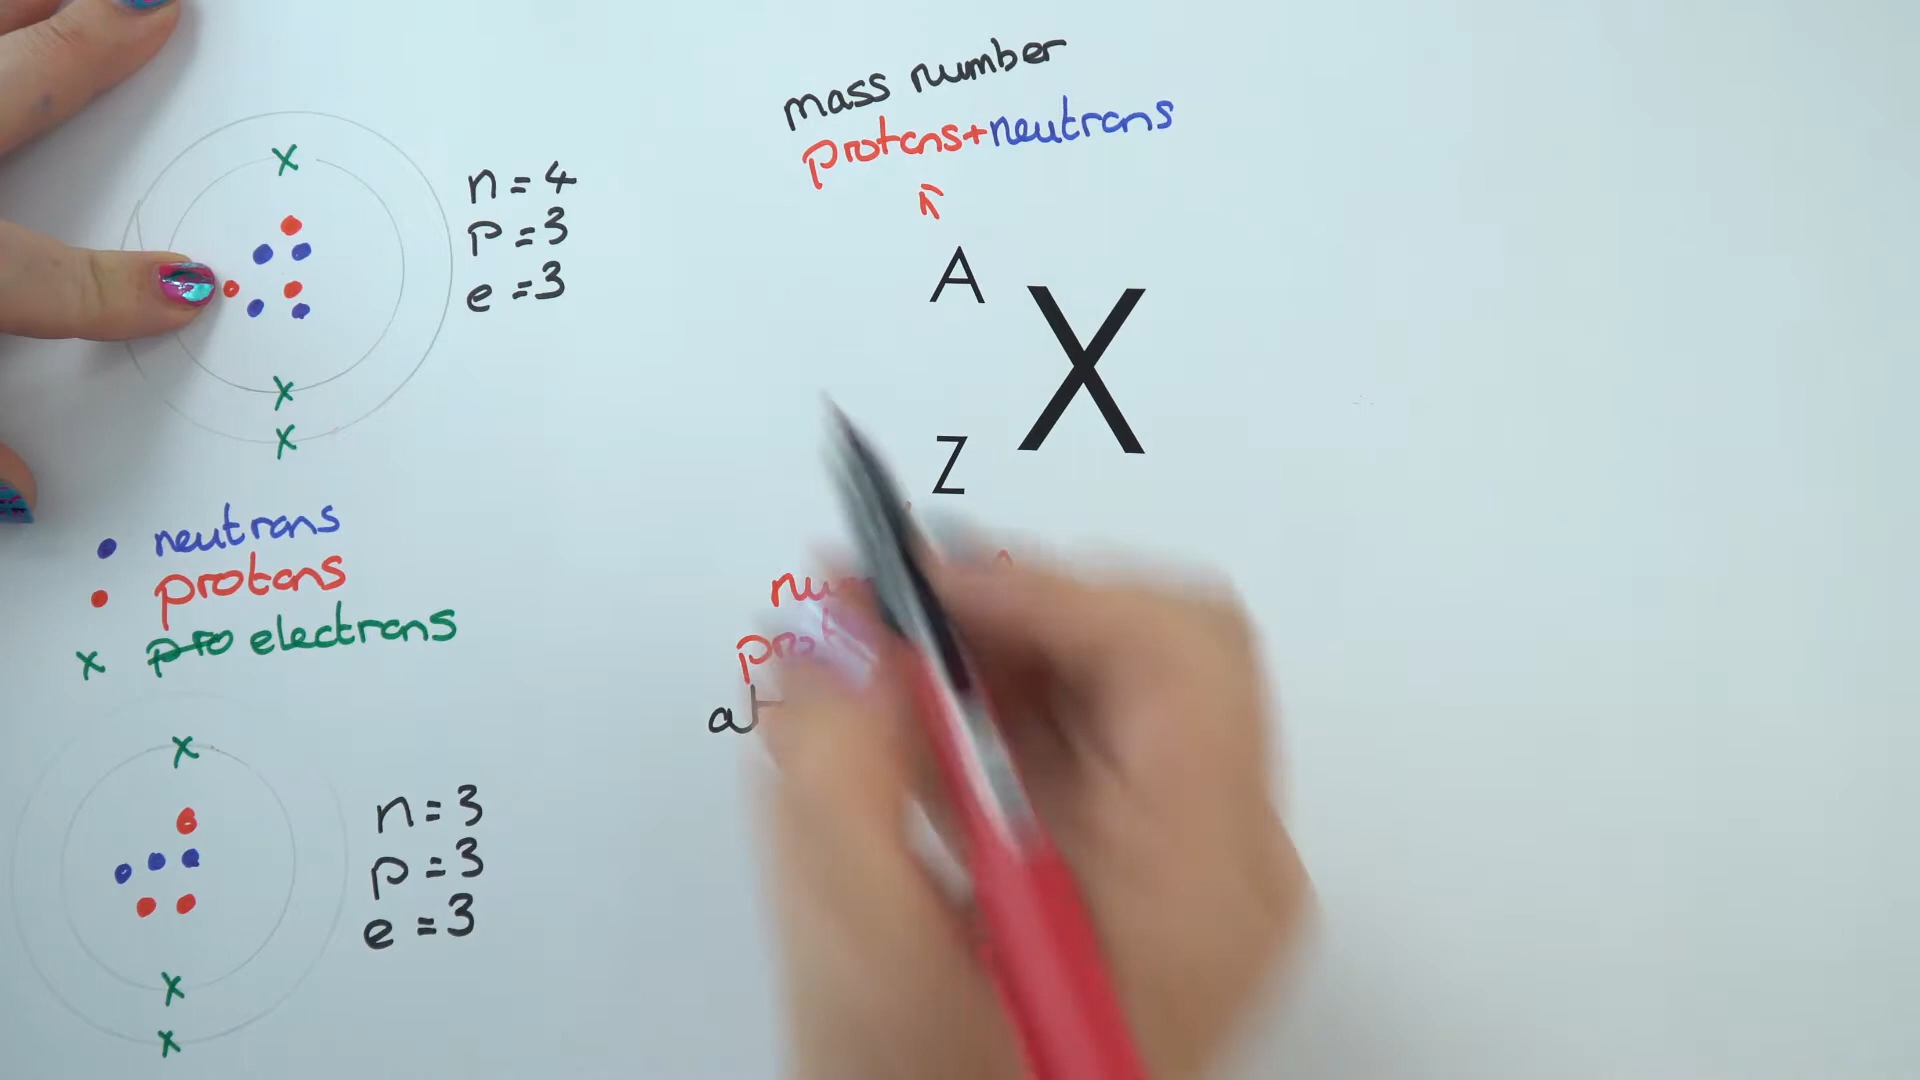 mass number
protons+neutrons
A
X
Z
n=4
p=3
e=3
neutrons
protons
x pro electrons
n=3
p=3
e=3